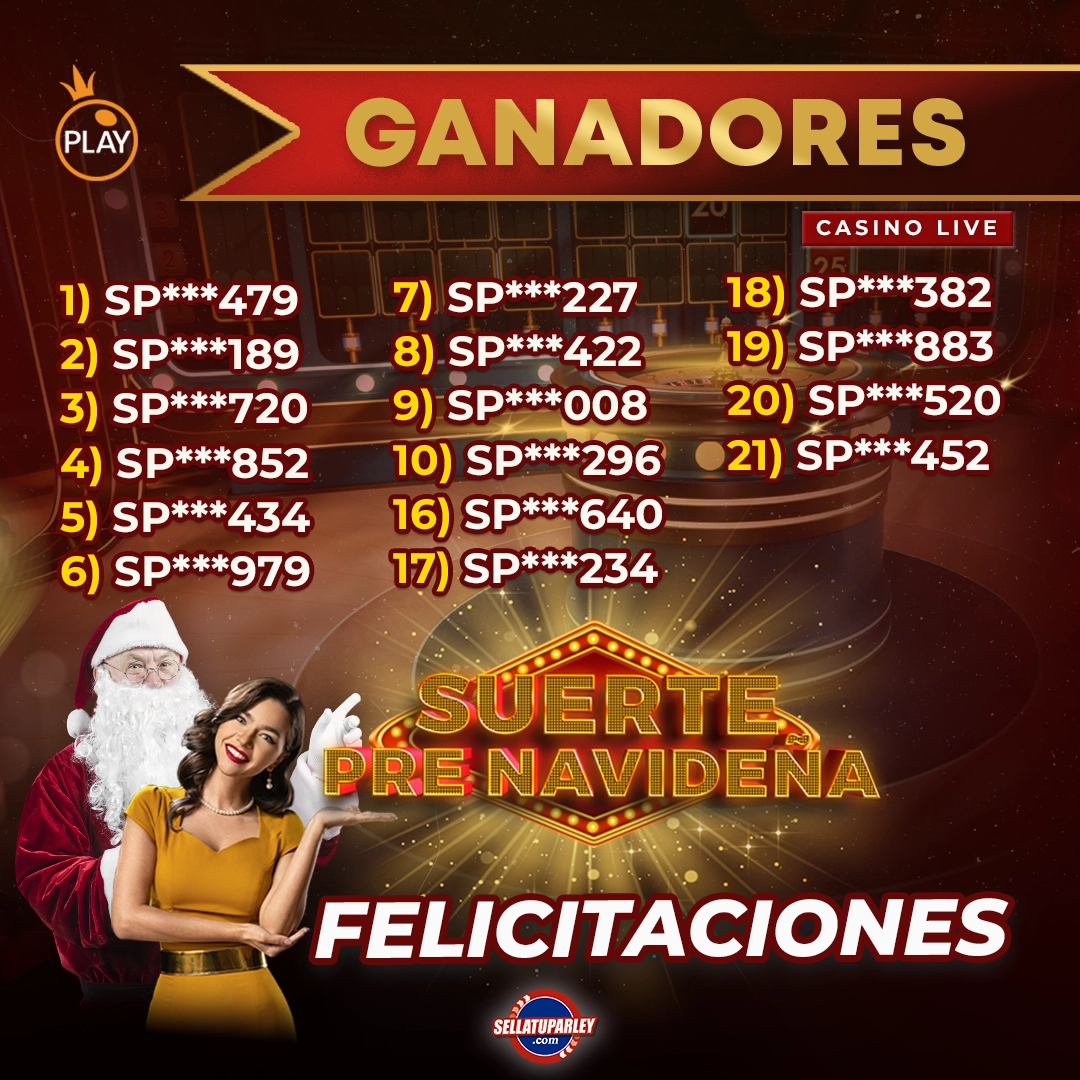 PLAY
GANADORES
CASINO LIVE
1) SP***479
2) SP***189
3) SP***720
4) SP***852
5) SP***434
6) SP***979
7) SP***227
8) SP***422
9) SP***008
10) SP***296
16) SP***640
17) SP***234
18) SP***382
19) SP***883
20) SP***520
21) SP***452
20
25
SUERTE
PRE NAVIDEÑA
FELICITACIONES
SELLATUPARLEY
.com